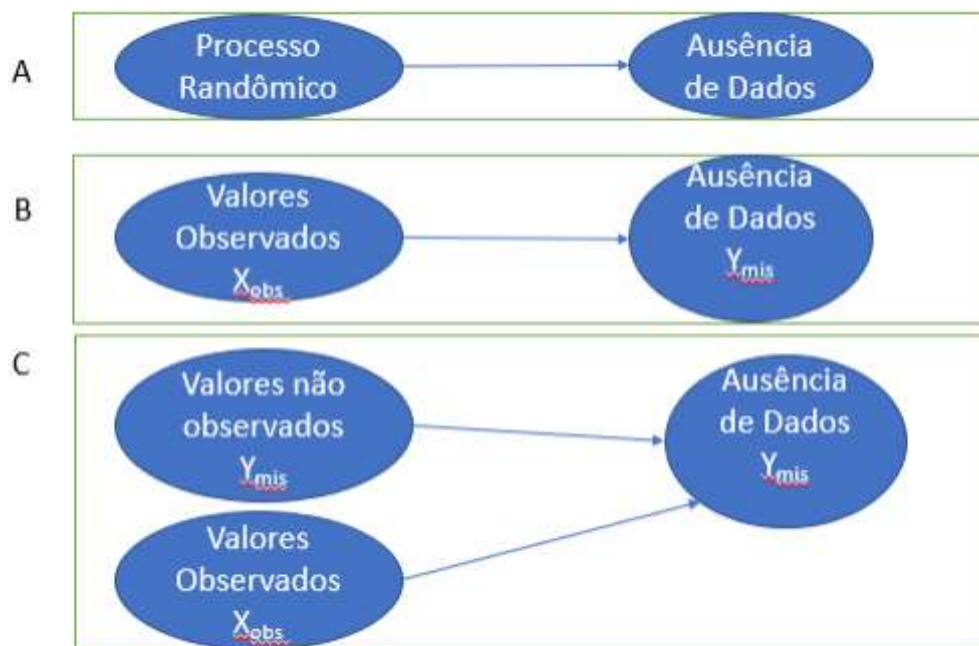 A
Processo
Randômico
Ausência
de Dados
B
Valores
Observados
Xobs
Ausência
de Dados
Ymis
C
Valores não
observados
Ymis
Ausência
de Dados
Ymis
Valores
Observados
Xobs